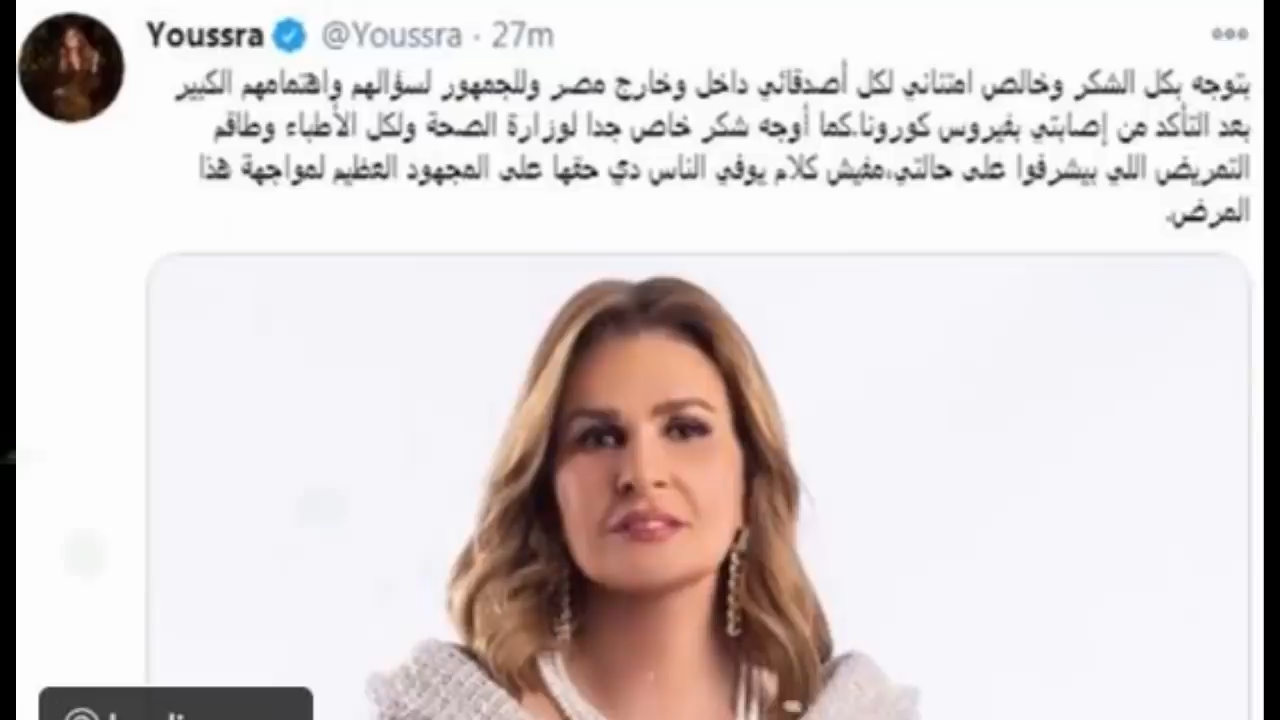 Youssra @Youssra · 27m
بتوجه بكل الشكر وخالص امتناني لكل أصدقائي داخل وخارج مصر وللجمهور لسؤالهم واهتمامهم الكبير
بعد التأكد من إصابتي بفيروس كورونا.كما أوجه شكر خاص جدا لوزارة الصحة ولكل الأطباء وطاقم
التمريض اللي بيشرفوا على حالتي،مفيش كلام يوفي الناس دي حقها على المجهود العظيم لمواجهة هذا
المرض.